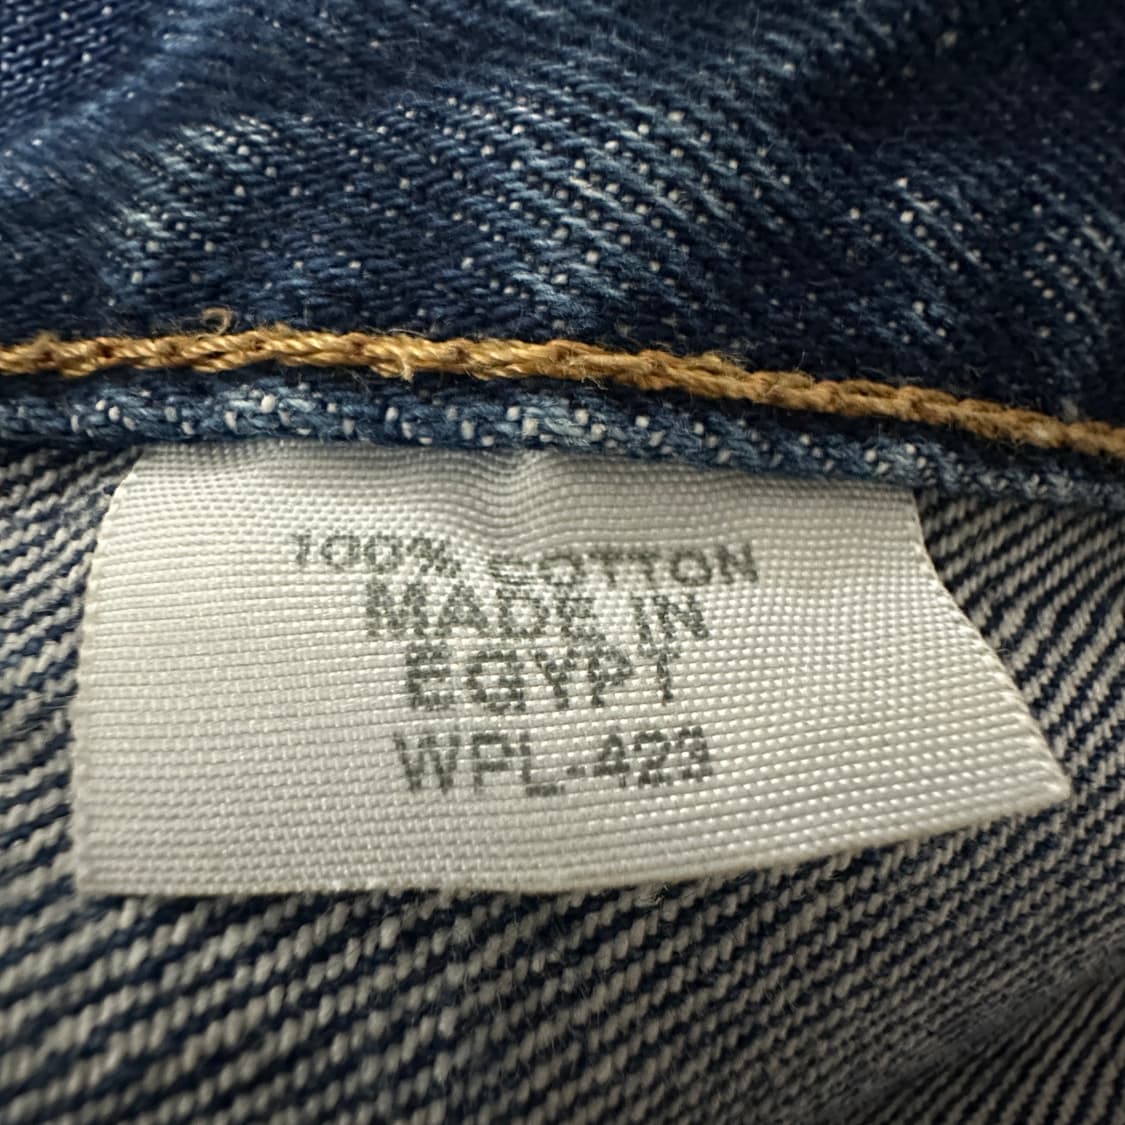 100% COTTON
MADE IN
EGYPT
WPL-423